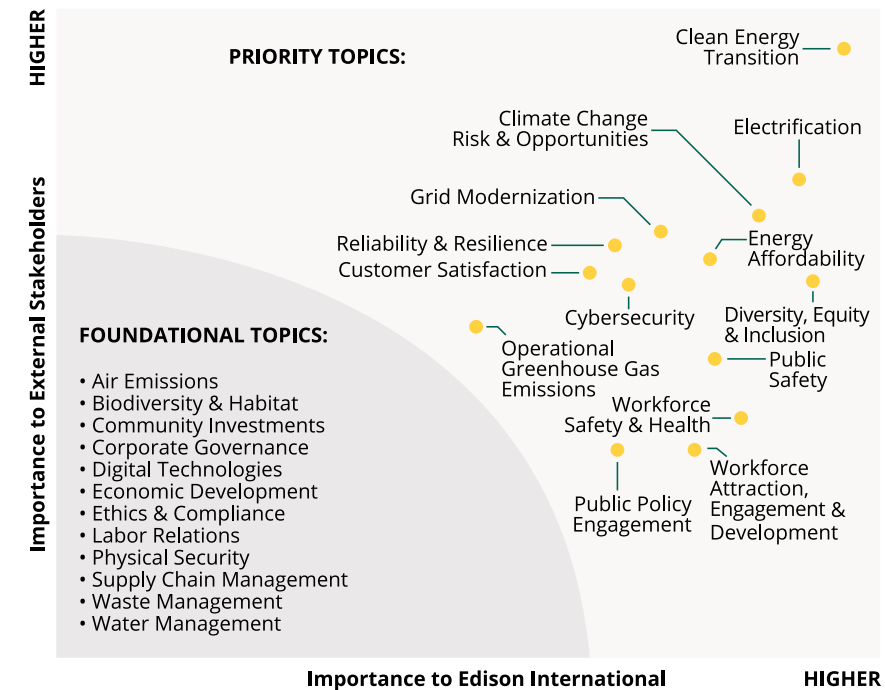 HIGHER
Importance to External Stakeholders
PRIORITY TOPICS:
Clean Energy
Transition
Climate Change
Risk & Opportunities
Electrification
Grid Modernization
Reliability & Resilience
Customer Satisfaction
Energy
Affordability
Cybersecurity
Diversity, Equity
& Inclusion
Operational
Greenhouse Gas
Emissions
Public
Safety
Workforce
Safety & Health
Public Policy
Engagement
Workforce
Attraction,
Engagement &
Development
FOUNDATIONAL TOPICS:
• Air Emissions
• Biodiversity & Habitat
• Community Investments
• Corporate Governance
• Digital Technologies
• Economic Development
• Ethics & Compliance
• Labor Relations
• Physical Security
• Supply Chain Management
• Waste Management
• Water Management
Importance to Edison International
HIGHER